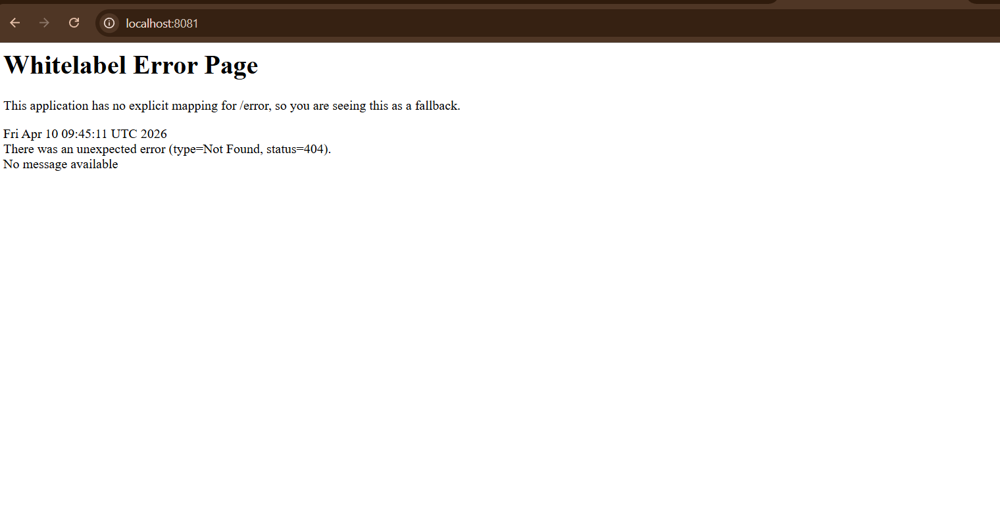 localhost:8081
Whitelabel Error Page
This application has no explicit mapping for /error, so you are seeing this as a fallback.
Fri Apr 10 09:45:11 UTC 2026
There was an unexpected error (type=Not Found, status=404).
No message available